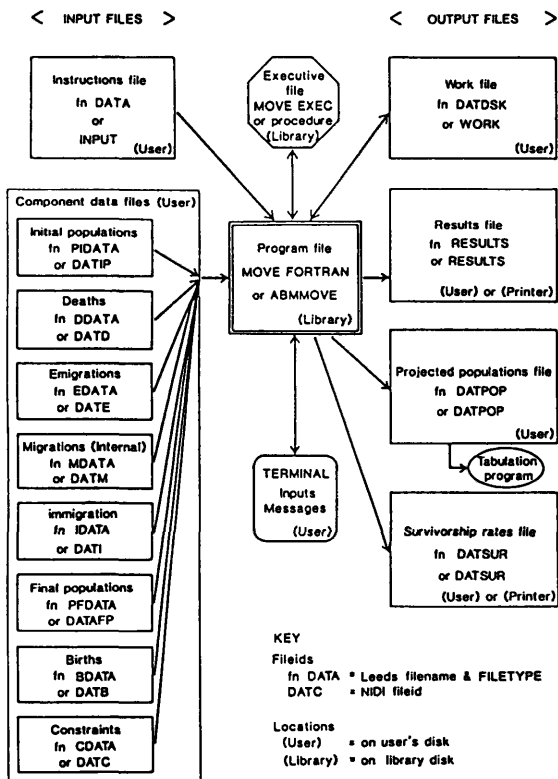 < INPUT FILES >
< OUTPUT FILES >
Instructions file
fn DATA
or
INPUT
(User)
Executive
file
MOVE EXEC
or procedure
(Library)
Work file
fn DATDSK
or WORK
(User)
Component data files (User)
Initial populations
fn PIDATA
or DATIP
Deaths
fn DDATA
or DATD
Emigrations
fn EDATA
or DATE
Migrations (Internal)
fn MDATA
or DATM
immigration
fn IDATA
or DATI
Final populations
fn PFDATA
or DATAFP
Births
fn BDATA
or DATB
Constraints
fn CDATA
or DATC
Program file
MOVE FORTRAN
or ABMMOVE
(Library)
TERMINAL
Inputs
Messages
(User)
Results file
fn RESULTS
or RESULTS
(User) or (Printer)
Projected populations file
fn DATPOP
or DATPOP
(User)
Tabulation
program
Survivorship rates file
fn DATSUR
or DATSUR
(User) or (Printer)
KEY
Fileids
fn DATA = Leeds filename & FILETYPE
DATC = NIDI fileid
Locations
(User) = on user's disk
(Library) = on library disk